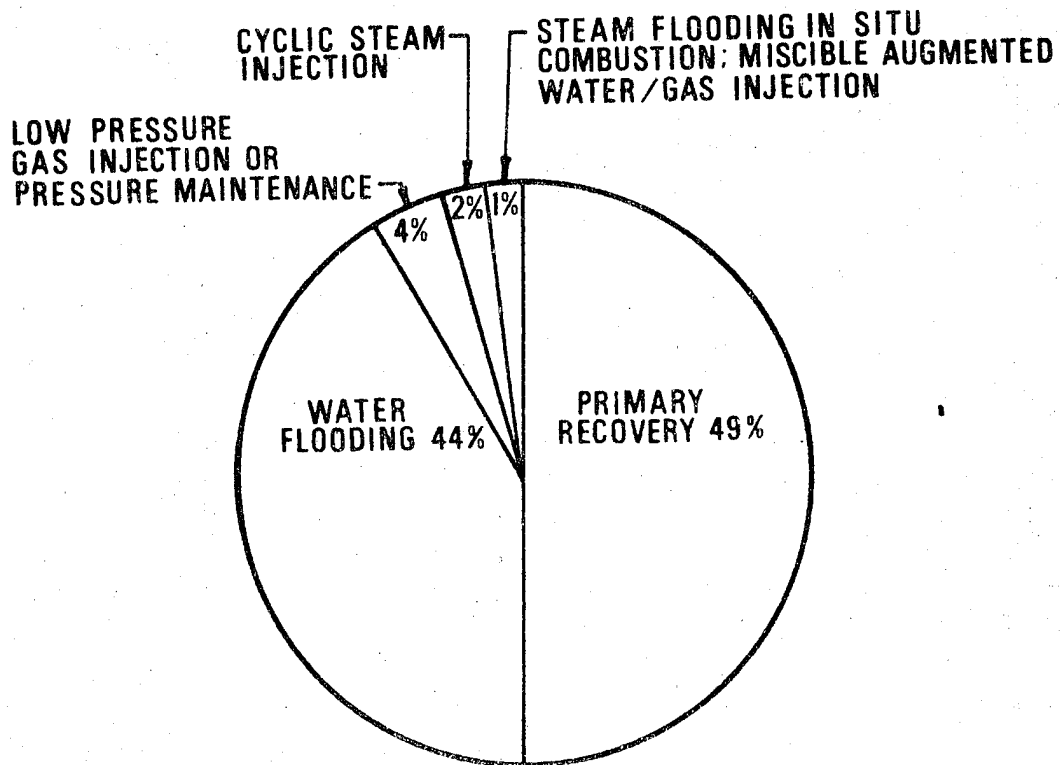 CYCLIC STEAM
INJECTION
STEAM FLOODING IN SITU
COMBUSTION; MISCIBLE AUGMENTED
WATER/GAS INJECTION
LOW PRESSURE
GAS INJECTION OR
PRESSURE MAINTENANCE
4%
2%
1%
WATER
FLOODING 44%
PRIMARY
RECOVERY 49%